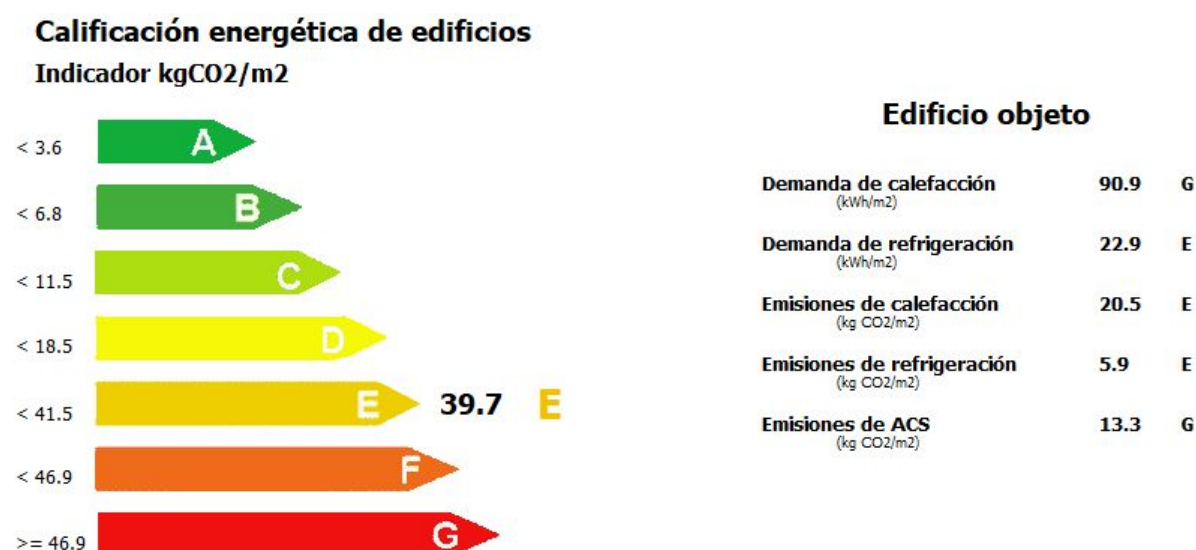 Calificación energética de edificios
Indicador kgCO2/m2
< 3.6 A
< 6.8 B
< 11.5 C
< 18.5 D
< 41.5 E 39.7 E
< 46.9 F
>= 46.9 G
Edificio objeto
Demanda de calefacción 90.9 G
(kWh/m2)
Demanda de refrigeración 22.9 E
(kWh/m2)
Emisiones de calefacción 20.5 E
(kg CO2/m2)
Emisiones de refrigeración 5.9 E
(kg CO2/m2)
Emisiones de ACS 13.3 G
(kg CO2/m2)